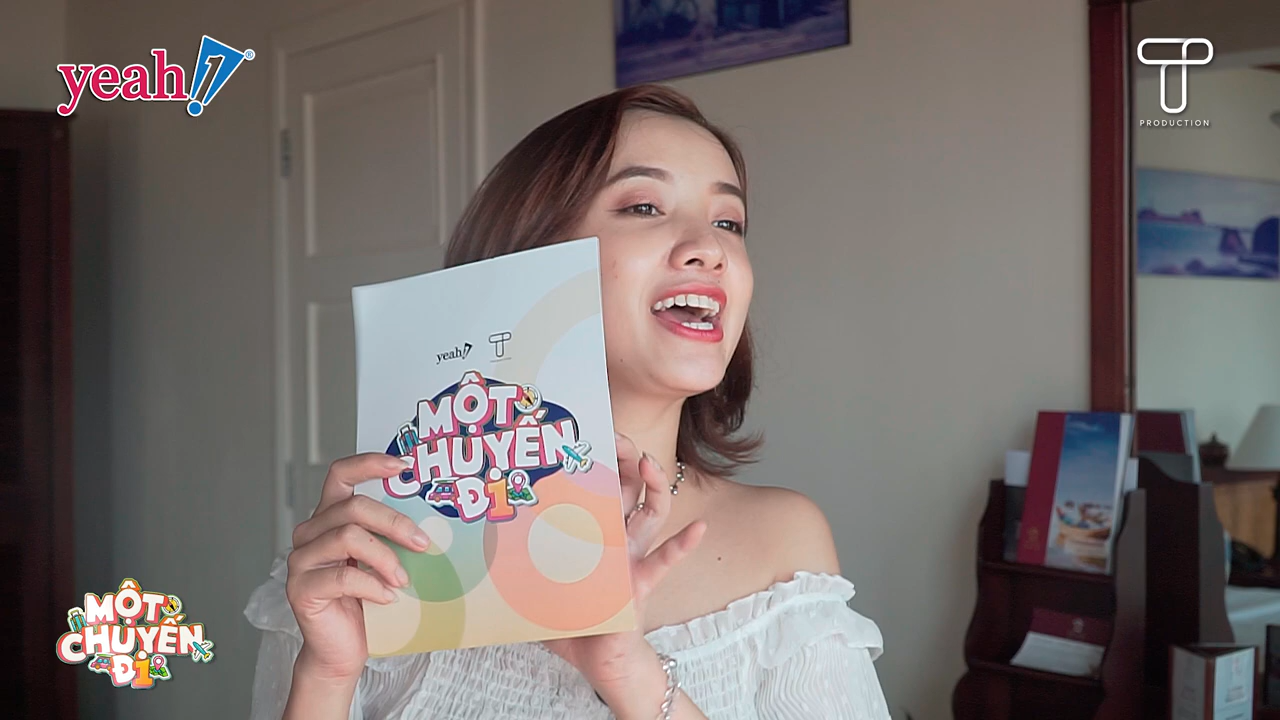 yeah1®
T
PRODUCTION
yeah1 T
MỘT
CHUYẾN
ĐI
MỘT
CHUYẾN
ĐI